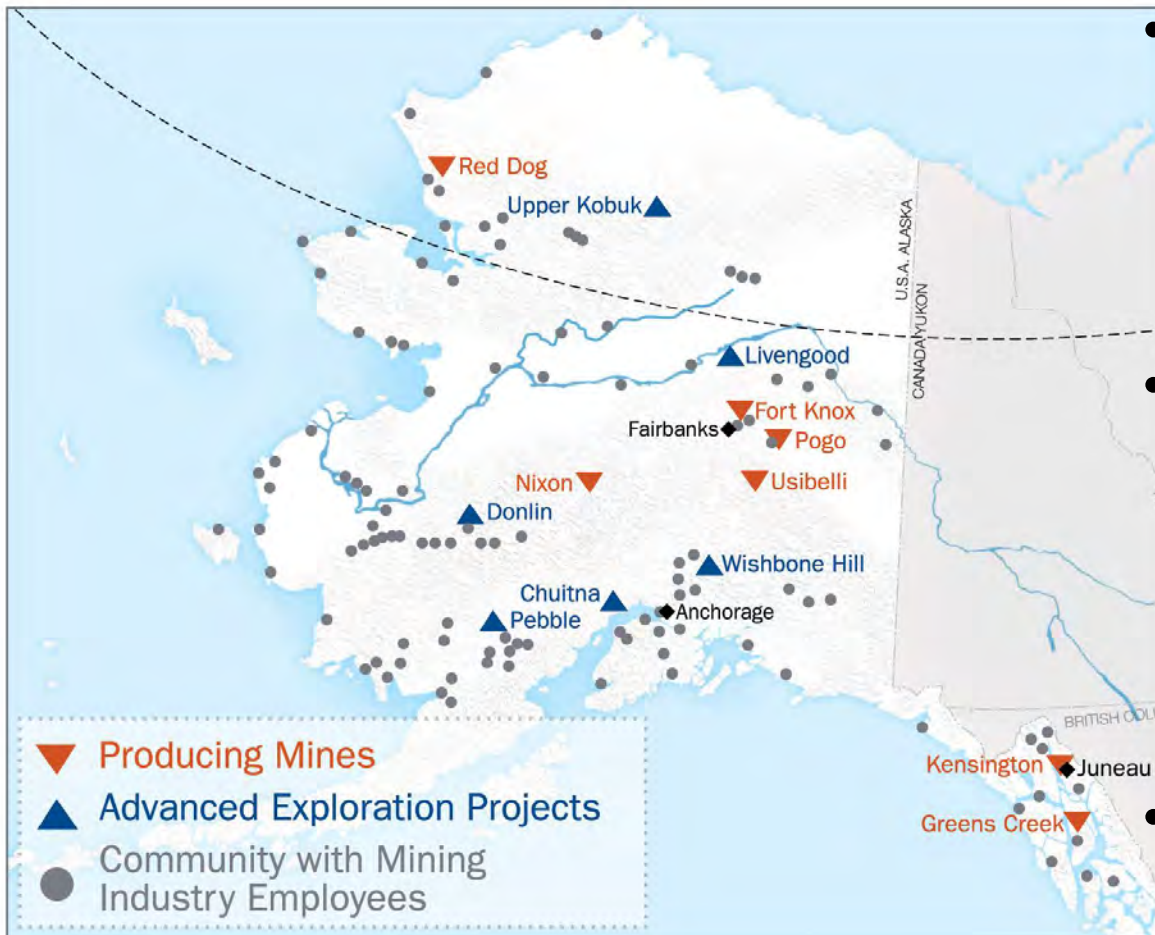 Red Dog
Upper Kobuk
U.S.A. ALASKA
CANADA YUKON
Livengood
Fort Knox
Fairbanks
Pogo
Nixon
Usibelli
Donlin
Wishbone Hill
Chuitna
Anchorage
Pebble
BRITISH COLU
Kensington
Juneau
Greens Creek
Producing Mines
Advanced Exploration Projects
Community with Mining
Industry Employees